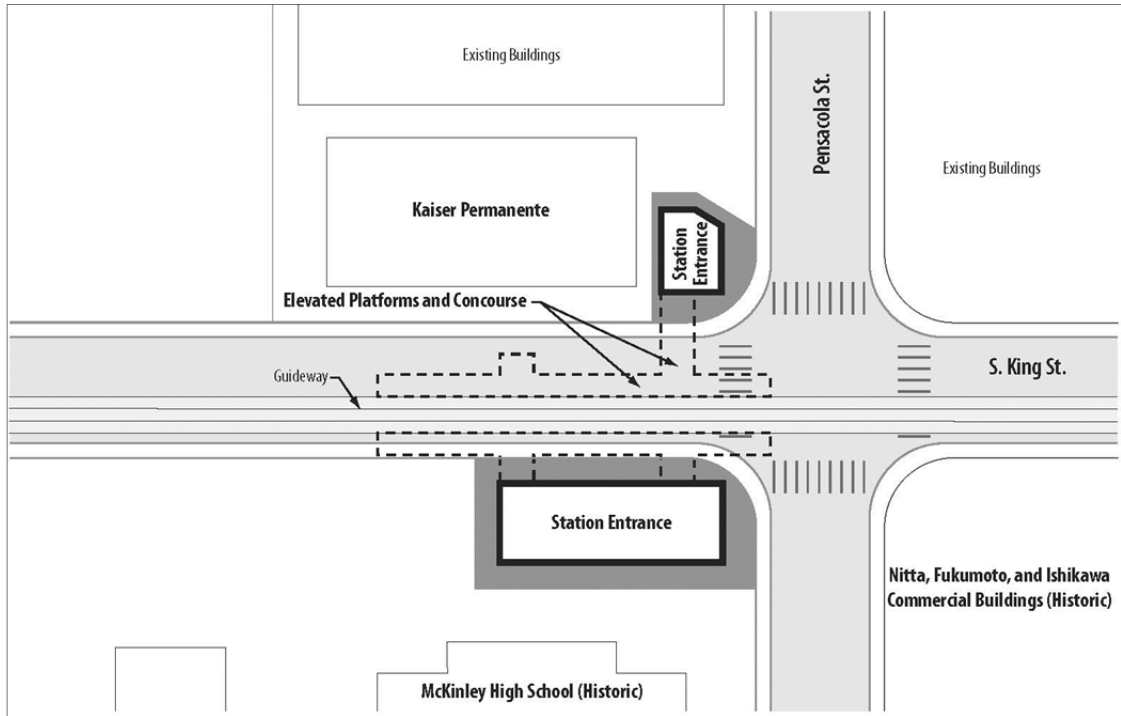 Existing Buildings
Pensacola St.
Existing Buildings
Kaiser Permanente
Station
Entrance
Elevated Platforms and Concourse
Guideway
S. King St.
Station Entrance
Nitta, Fukumoto, and Ishikawa
Commercial Buildings (Historic)
McKinley High School (Historic)